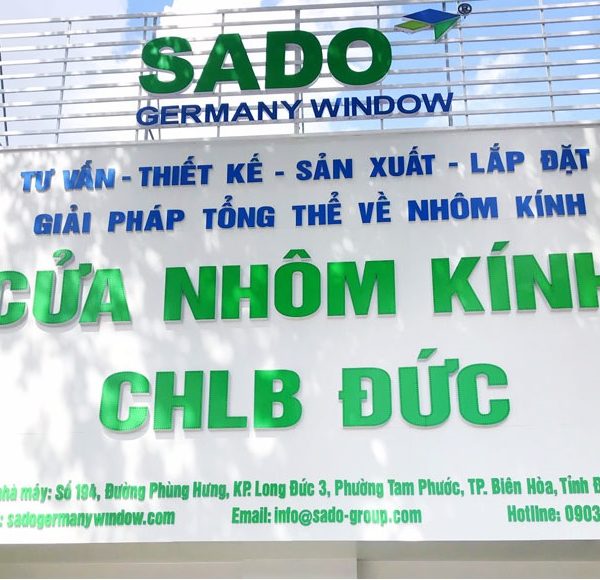 SADO ®
GERMANY WINDOW
TƯ VẤN - THIẾT KẾ - SẢN XUẤT - LẮP ĐẶT
GIẢI PHÁP TỔNG THỂ VỀ NHÔM KÍNH
CỬA NHÔM KÍNH
CHLB ĐỨC
nhà máy: Số 194, Đường Phùng Hưng, KP. Long Đức 3, Phường Tam Phước, TP. Biên Hòa, Tỉnh Đ
: sadogermanywindow.com Email: info@sado-group.com Hotline: 0903